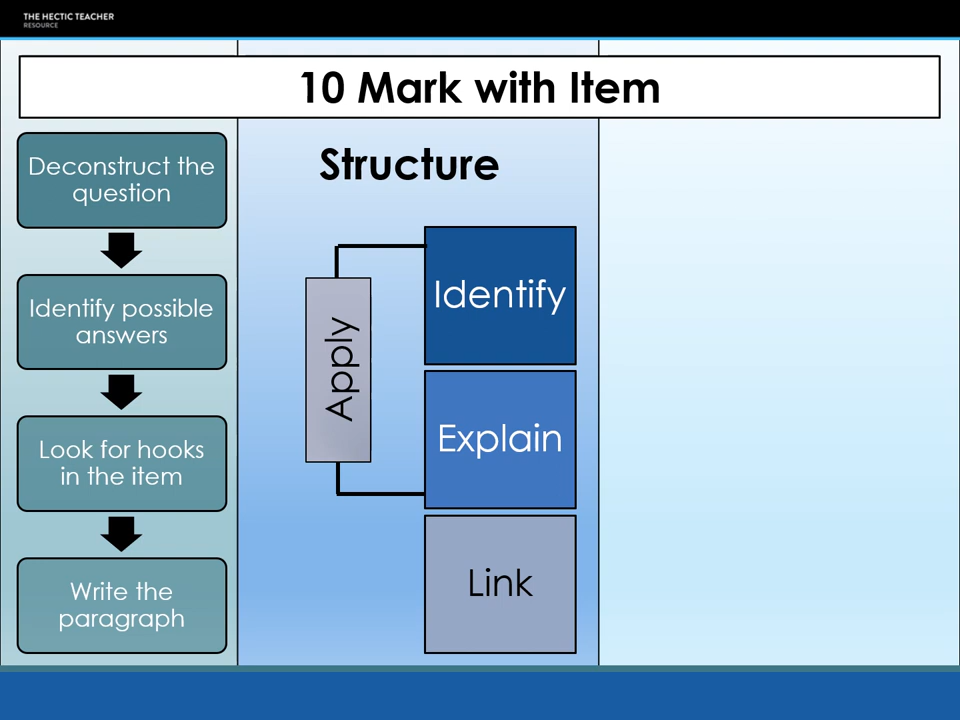 THE HECTIC TEACHER
RESOURCE
10 Mark with Item
Deconstruct the
question
Identify possible
answers
Look for hooks
in the item
Write the
paragraph
Structure
Apply
Identify
Explain
Link